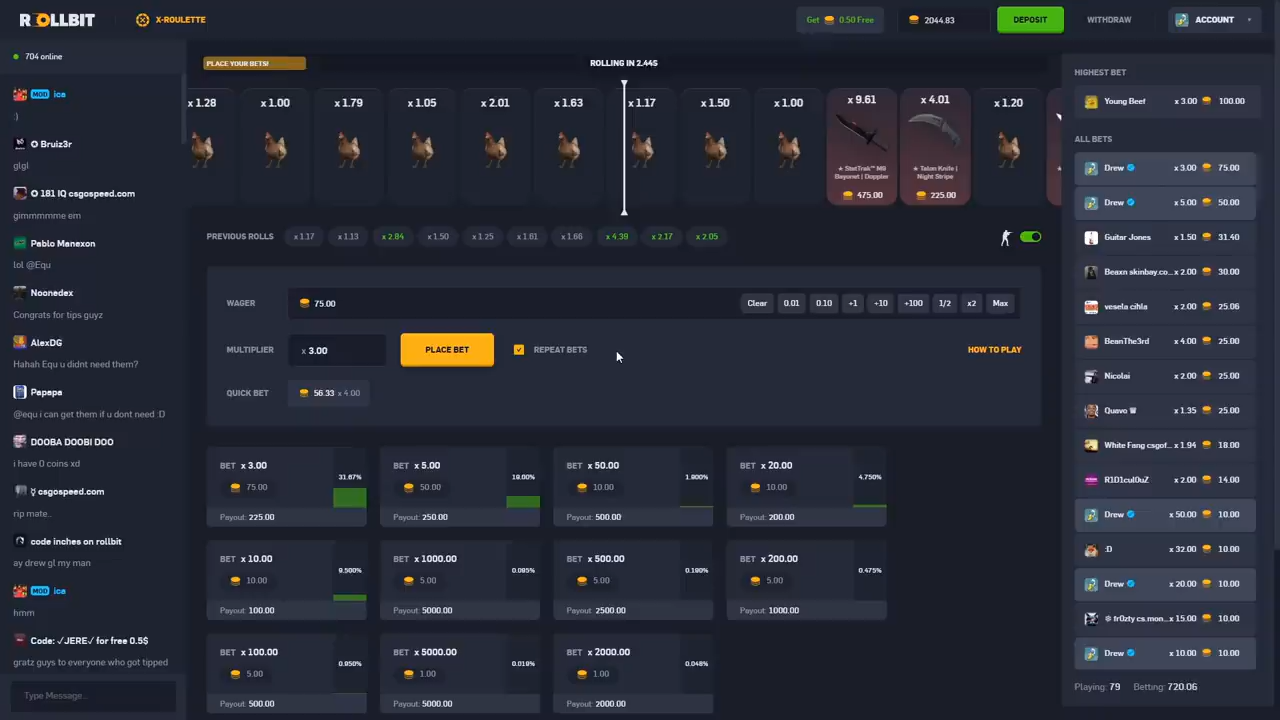 ROLLBIT
X-ROULETTE
Get 0.50 Free
2044.83
DEPOSIT
WITHDRAW
ACCOUNT
704 online
MOD ica
:)
Bruiz3r
glgl
181 IQ csgospeed.com
gimmmmme em
Pablo Manexon
lol @Equ
Noonedex
Congrats for tips guyz
AlexDG
Hahah Equ u didnt need them?
Papapa
@equ i can get them if u dont need :D
DOOBA DOOBI DOO
i have 0 coins xd
csgospeed.com
rip mate..
code inches on rollbit
ay drew gl my man
MOD ica
hmm
Code: ✓JERE✓ for free 0.5$
gratz guys to everyone who got tipped
Type Message...
PLACE YOUR BETS!
ROLLING IN 2.44S
x 1.28
x 1.00
x 1.79
x 1.05
x 2.01
x 1.63
x 1.17
x 1.50
x 1.00
x 9.61
★ StatTrak™ M9
Bayonet | Doppler
475.00
x 4.01
★ Talon Knife |
Night Stripe
225.00
x 1.20
PREVIOUS ROLLS x 1.17 x 1.13 x 2.84 x 1.50 x 1.25 x 1.61 x 1.66 x 4.39 x 2.17 x 2.05
WAGER 75.00 Clear 0.01 0.10 +1 +10 +100 1/2 x2 Max
MULTIPLIER x 3.00 PLACE BET REPEAT BETS HOW TO PLAY
QUICK BET 56.33 x 4.00
BET x 3.00
31.67%
75.00
Payout: 225.00
BET x 5.00
19.00%
50.00
Payout: 250.00
BET x 50.00
1.900%
10.00
Payout: 500.00
BET x 20.00
4.750%
10.00
Payout: 200.00
BET x 10.00
9.500%
10.00
Payout: 100.00
BET x 1000.00
0.095%
5.00
Payout: 5000.00
BET x 500.00
0.190%
5.00
Payout: 2500.00
BET x 200.00
0.475%
5.00
Payout: 1000.00
BET x 100.00
0.950%
5.00
Payout: 500.00
BET x 5000.00
0.019%
1.00
Payout: 5000.00
BET x 2000.00
0.048%
1.00
Payout: 2000.00
HIGHEST BET
Young Beef x 3.00 100.00
ALL BETS
Drew x 3.00 75.00
Drew x 5.00 50.00
Guitar Jones x 1.50 31.40
Beaxn skinbay.co... x 2.00 30.00
vesela cihla x 2.00 25.06
BeanThe3rd x 4.00 25.00
Nicolai x 2.00 25.00
Quavo x 1.35 25.00
White Fang csgof... x 1.94 18.00
R1D1cul0uZ x 2.00 14.00
Drew x 50.00 10.00
:D x 32.00 10.00
Drew x 20.00 10.00
fr0zty cs.mon... x 15.00 10.00
Drew x 10.00 10.00
Playing: 79 Betting: 720.06